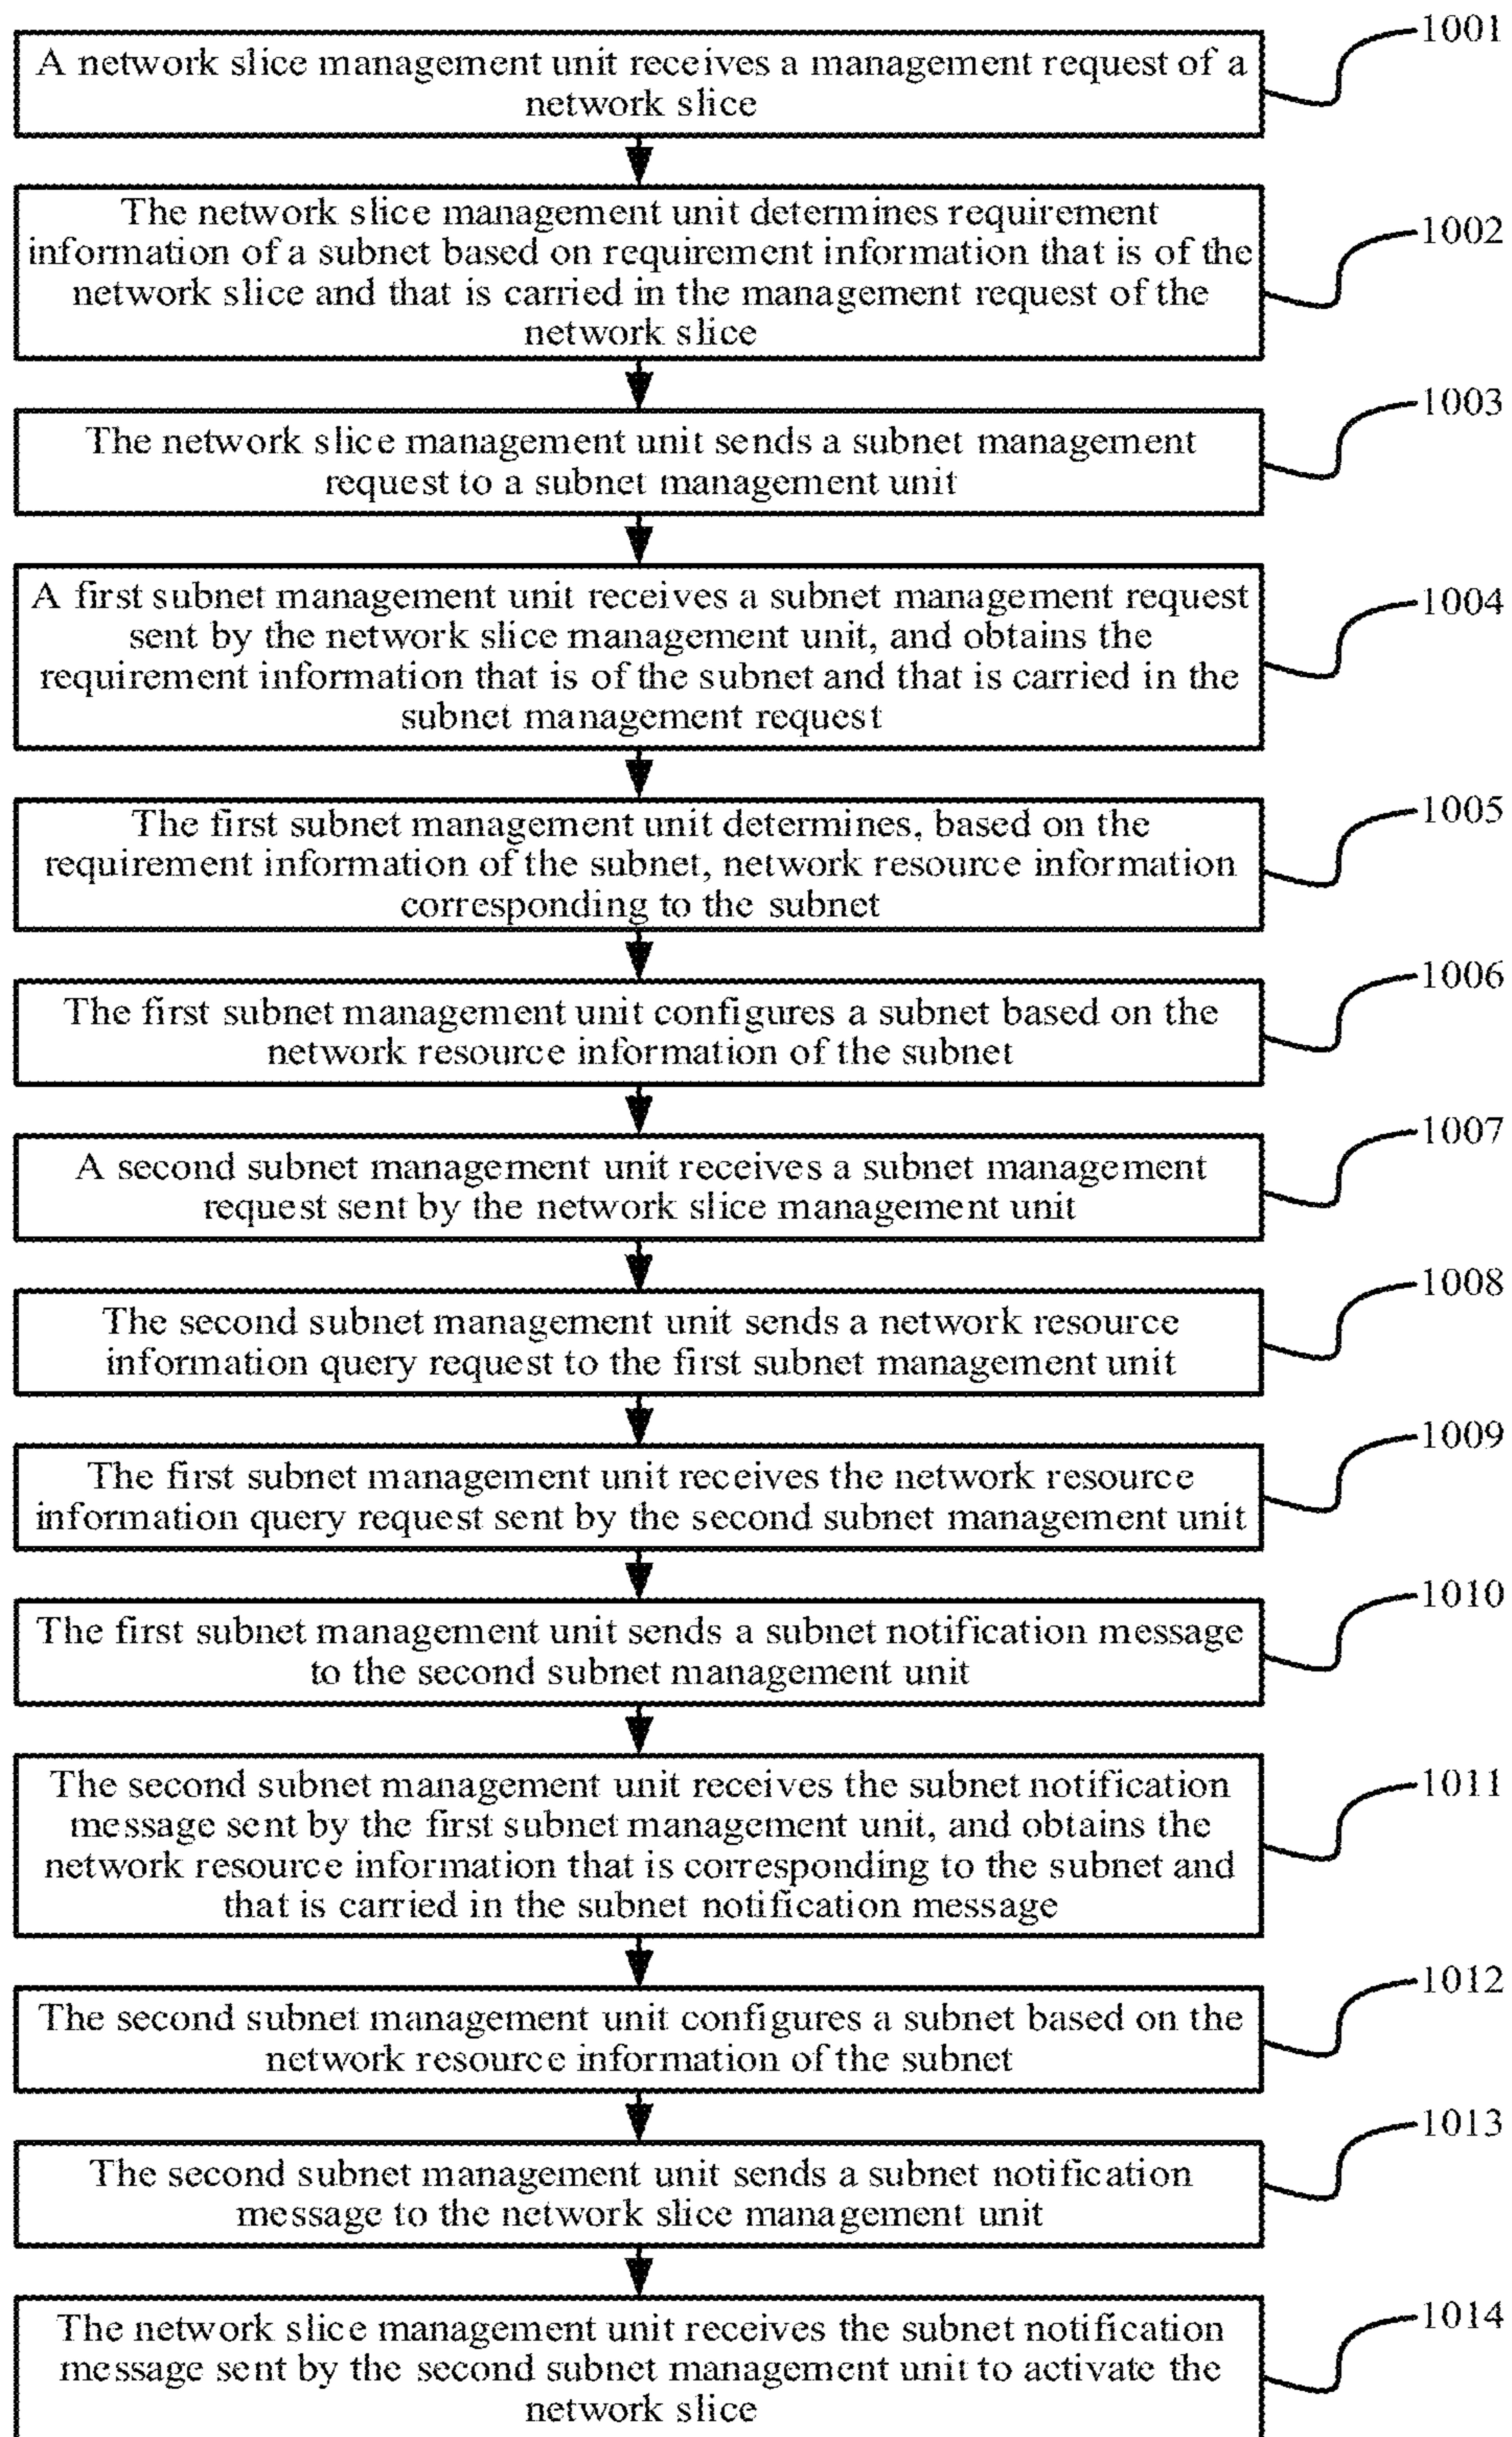 1001
A network slice management unit receives a management request of a
network slice
1002
The network slice management unit determines requirement
information of a subnet based on requirement information that is of the
network slice and that is carried in the management request of the
network slice
1003
The network slice management unit sends a subnet management
request to a subnet management unit
1004
A first subnet management unit receives a subnet management request
sent by the network slice management unit, and obtains the
requirement information that is of the subnet and that is carried in the
subnet management request
1005
The first subnet management unit determines, based on the
requirement information of the subnet, network resource information
corresponding to the subnet
1006
The first subnet management unit configures a subnet based on the
network resource information of the subnet
1007
A second subnet management unit receives a subnet management
request sent by the network slice management unit
1008
The second subnet management unit sends a network resource
information query request to the first subnet management unit
1009
The first subnet management unit receives the network resource
information query request sent by the second subnet management unit
1010
The first subnet management unit sends a subnet notification message
to the second subnet management unit
1011
The second subnet management unit receives the subnet notification
message sent by the first subnet management unit, and obtains the
network resource information that is corresponding to the subnet and
that is carried in the subnet notification message
1012
The second subnet management unit configures a subnet based on the
network resource information of the subnet
1013
The second subnet management unit sends a subnet notification
message to the network slice management unit
1014
The network slice management unit receives the subnet notification
message sent by the second subnet management unit to activate the
network slice